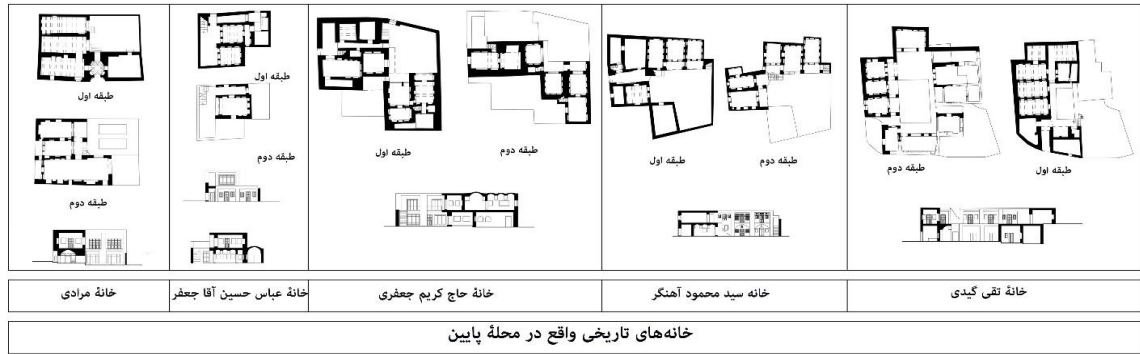 طبقه دوم
طبقه اول
طبقه اول
طبقه دوم
طبقه اول
طبقه دوم
طبقه اول
طبقه دوم
طبقه اول
طبقه دوم
خانهٔ تقی گیدی
خانه سید محمود آهنگر
خانهٔ حاج کریم جعفری
خانهٔ عباس حسین آقا جعفر
خانهٔ مرادی
خانه‌های تاریخی واقع در محلهٔ پایین